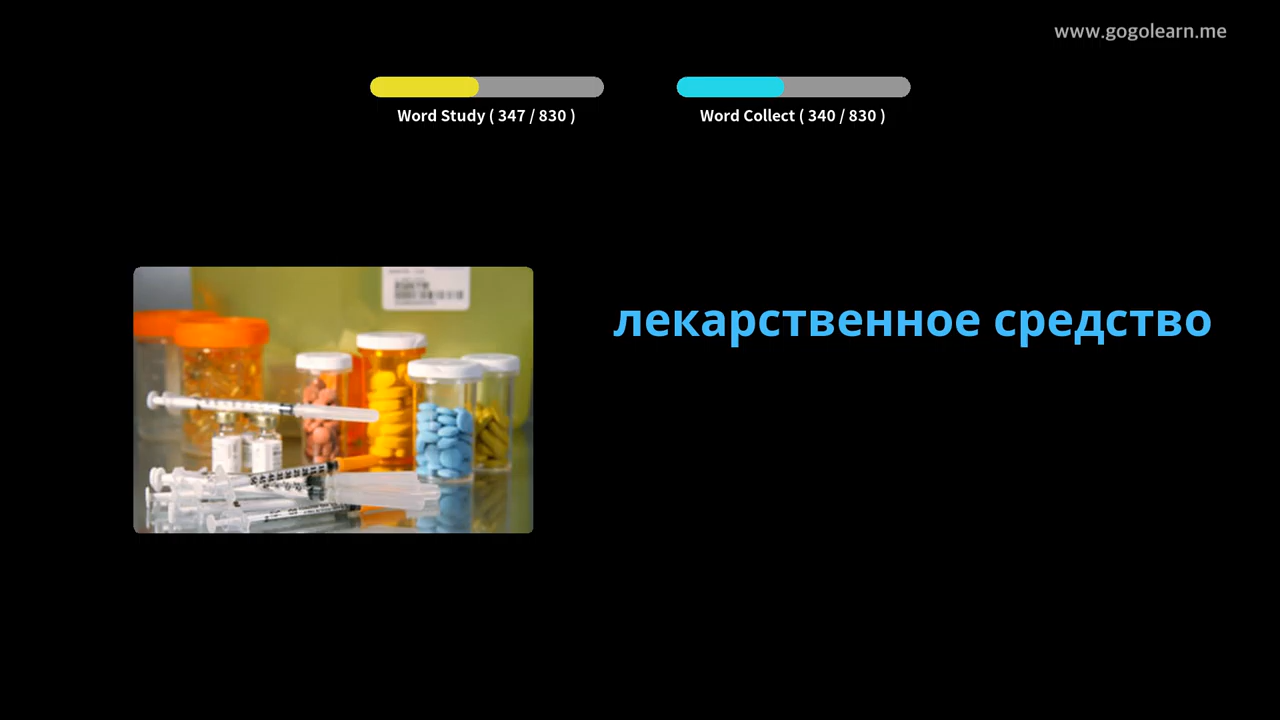 www.gogolearn.me
Word Study ( 347 / 830 )
Word Collect ( 340 / 830 )
лекарственное средство